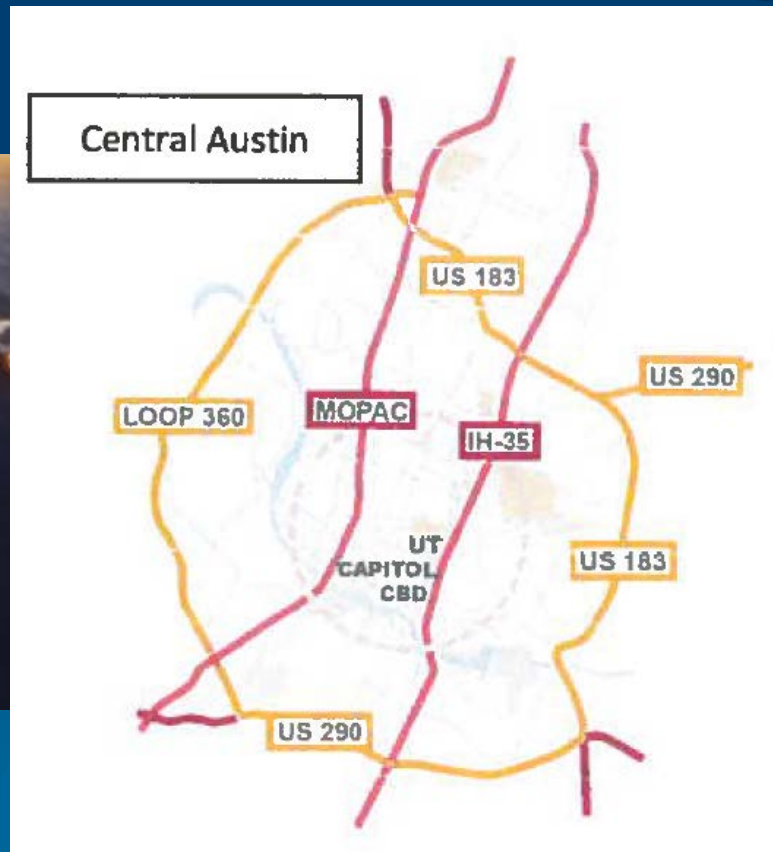 Central Austin
US 183
US 290
LOOP 360
MOPAC
IH-35
UT
CAPITOL
CBD
US 183
US 290